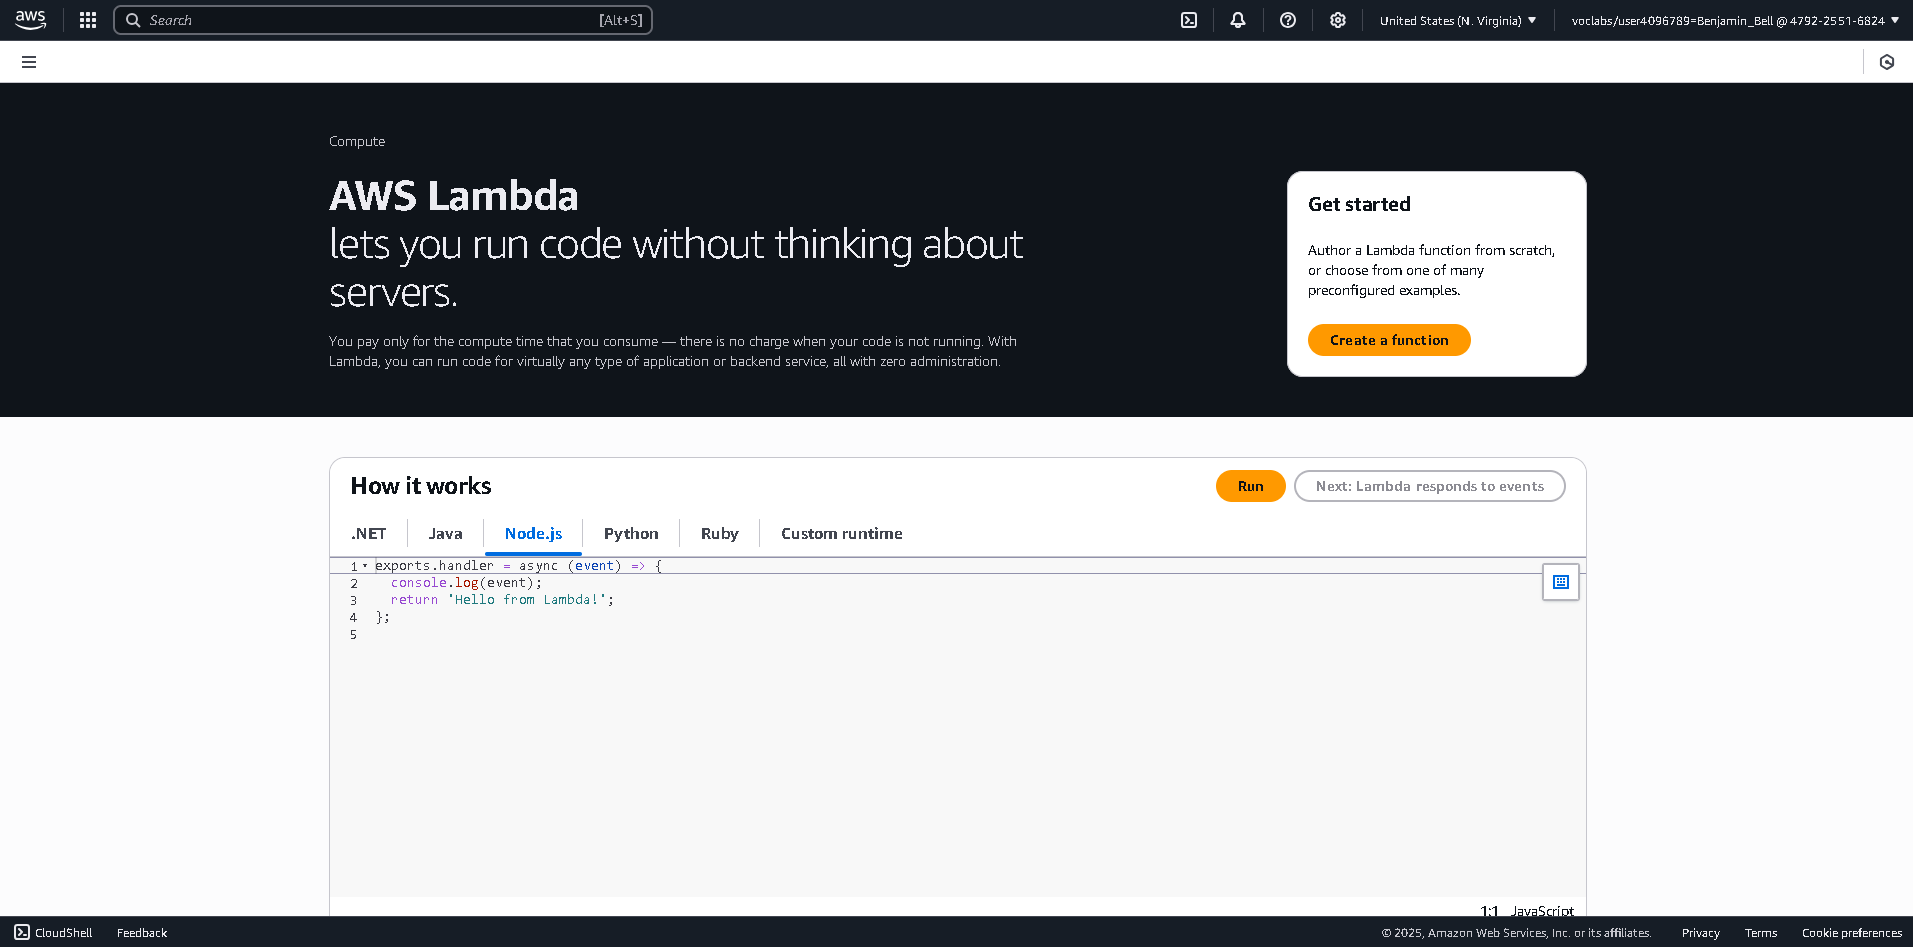 aws
Search [Alt+S]
United States (N. Virginia)
voclabs/user4096789=Benjamin_Bell @ 4792-2551-6824
Compute
AWS Lambda
lets you run code without thinking about
servers.
You pay only for the compute time that you consume — there is no charge when your code is not running. With
Lambda, you can run code for virtually any type of application or backend service, all with zero administration.
Get started
Author a Lambda function from scratch,
or choose from one of many
preconfigured examples.
Create a function
How it works
Run
Next: Lambda responds to events
.NET
Java
Node.js
Python
Ruby
Custom runtime
1 exports.handler = async (event) => {
2 console.log(event);
3 return 'Hello from Lambda!';
4 };
5
1:1 JavaScript
CloudShell
Feedback
© 2025, Amazon Web Services, Inc. or its affiliates.
Privacy
Terms
Cookie preferences